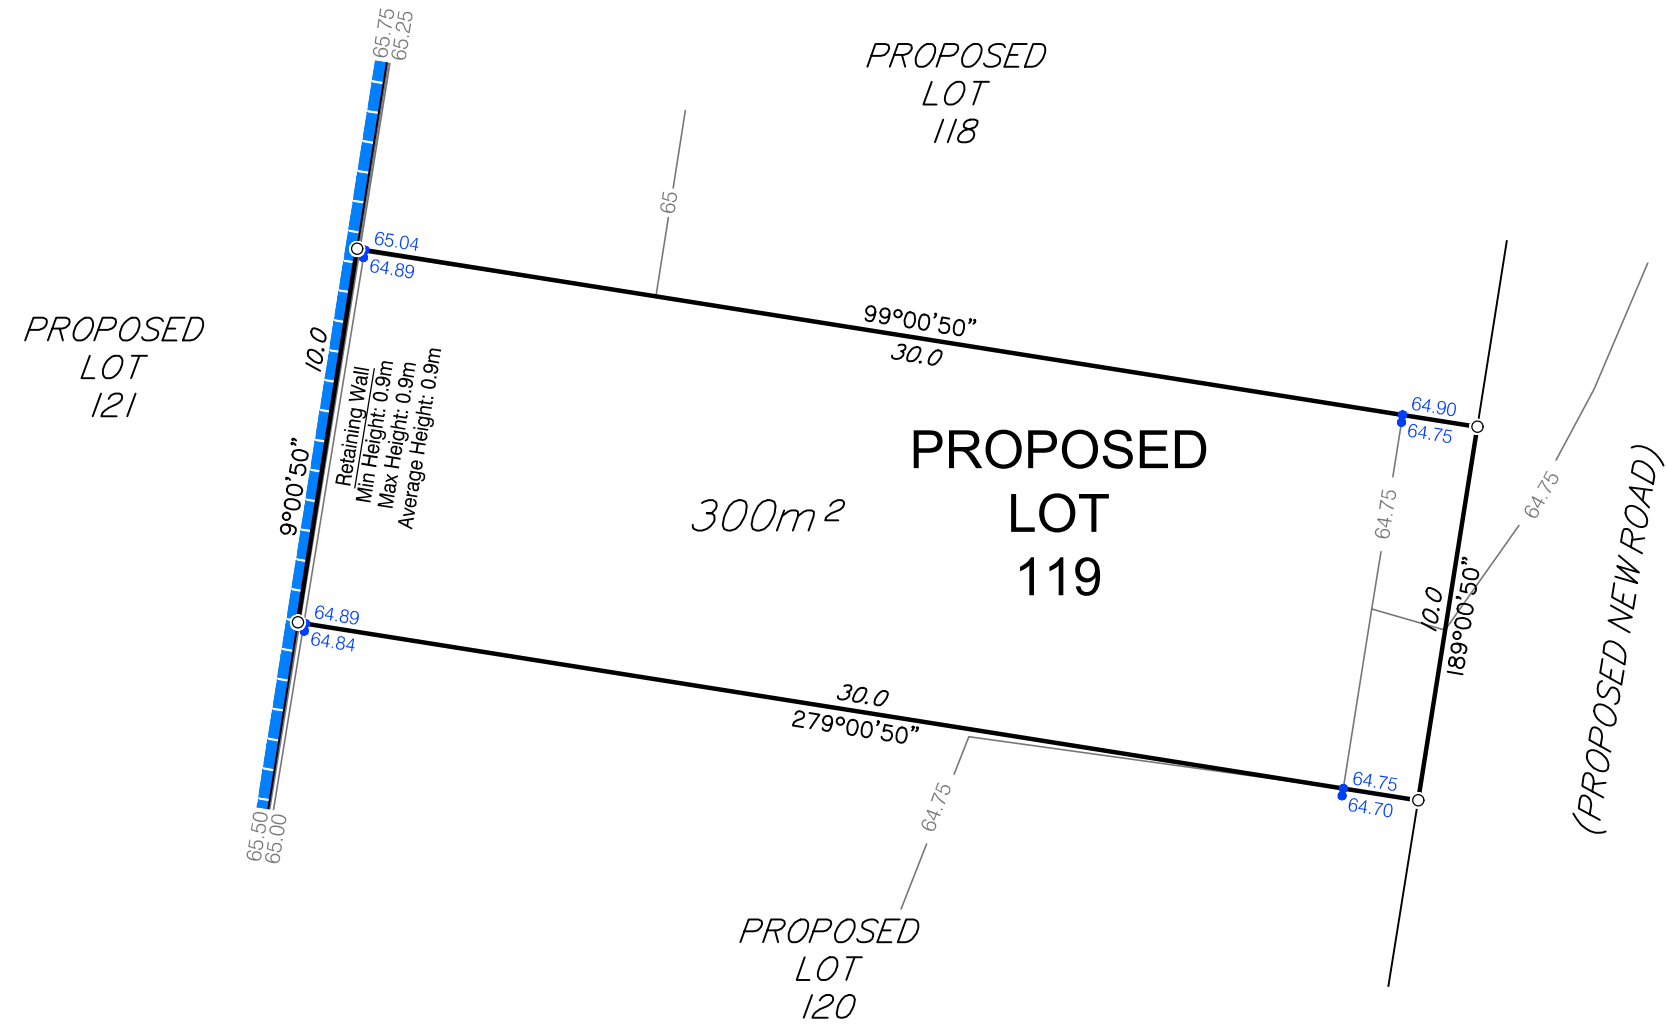 65.75
65.25
PROPOSED
LOT
118
65
65.04
64.89
PROPOSED
LOT
121
10.0
9°00'50"
Retaining Wall
Min Height: 0.9m
Max Height: 0.9m
Average Height: 0.9m
99°00'50"
30.0
64.90
64.75
PROPOSED
LOT
119
300m²
64.75
64.75
10.0
189°00'50"
(PROPOSED NEW ROAD)
64.89
64.84
30.0
279°00'50"
64.75
64.75
64.70
65.50
65.00
PROPOSED
LOT
120